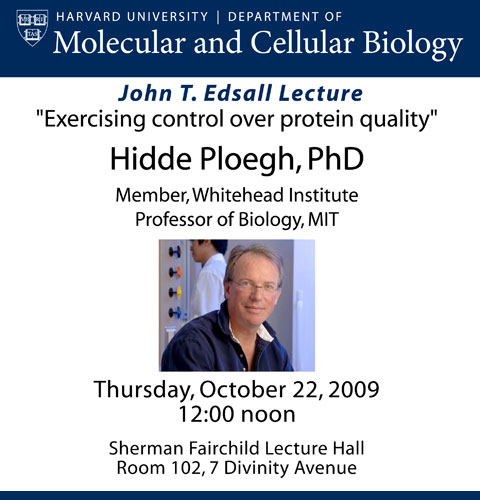 HARVARD UNIVERSITY | DEPARTMENT OF
Molecular and Cellular Biology
John T. Edsall Lecture
"Exercising control over protein quality"
Hidde Ploegh, PhD
Member, Whitehead Institute
Professor of Biology, MIT
Thursday, October 22, 2009
12:00 noon
Sherman Fairchild Lecture Hall
Room 102, 7 Divinity Avenue